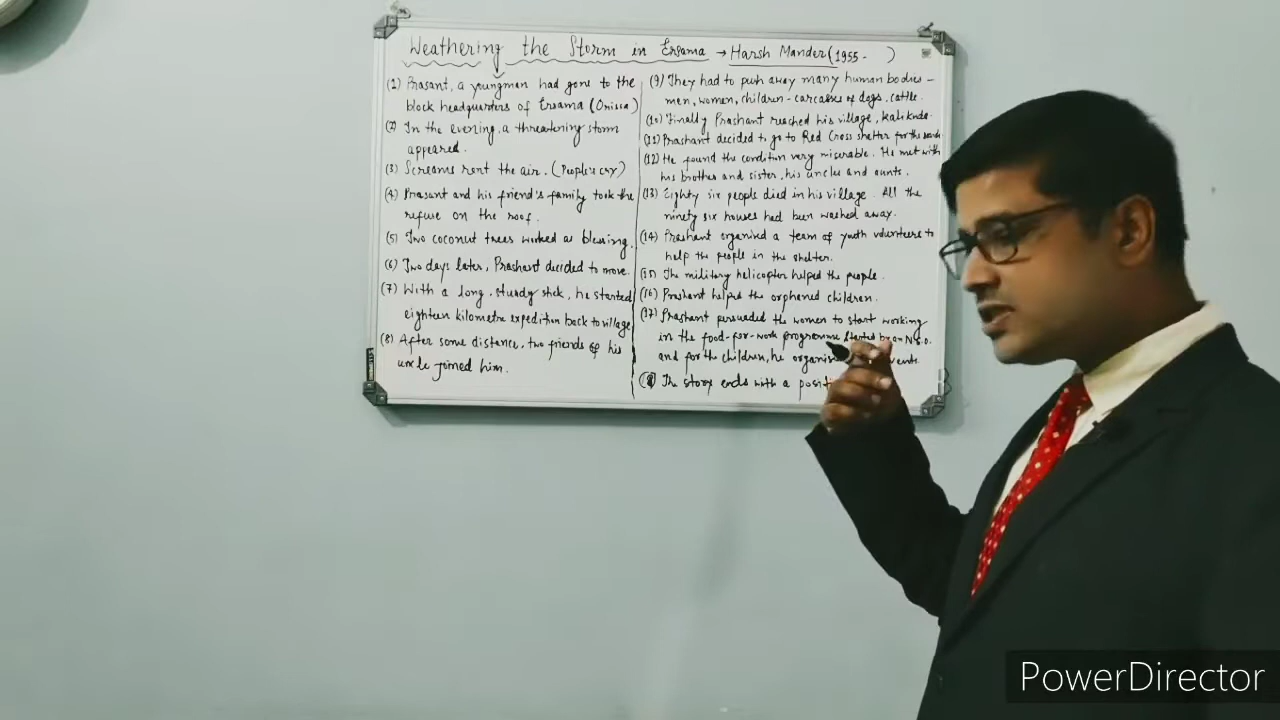 Weathering the Storm in Ersama → Harsh Mander (1955 - )
(1) Prasant, a youngman had gone to the
block headquarters of Ersama (Orissa)
(2) In the evening, a threatening storm
appeared.
(3) Screams rent the air. (People's cry)
(4) Prasant and his friend's family took the
refuge on the roof.
(5) Two coconut trees worked as blessing.
(6) Two days later, Prashant decided to move.
(7) With a long, sturdy stick, he started
eighteen kilometre expedition back to village
(8) After some distance, two friends of his
uncle joined him.
(9) They had to push away many human bodies -
men, women, children - carcasses of dogs, cattle.
(10) Finally Prashant reached his village, Kalikuda.
(11) Prashant decided to go to Red Cross shelter for the
(12) He found the condition very miserable. He met with
his brother and sister, his uncle and aunts.
(13) Eighty six people died in his village. All the
ninety six houses had been washed away.
(14) Prashant organised a team of youth volunteers to
help the people in the shelter.
(15) The military helicopter helped the people.
(16) Prashant helped the orphaned children.
(17) Prashant persuaded the women to start working
in the food-for-work programme started by an N.G.O.
and for the children, he
The story ends with a
PowerDirector